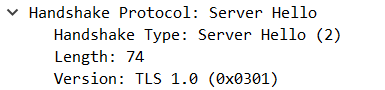 Handshake Protocol: Server Hello
Handshake Type: Server Hello (2)
Length: 74
Version: TLS 1.0 (0x0301)